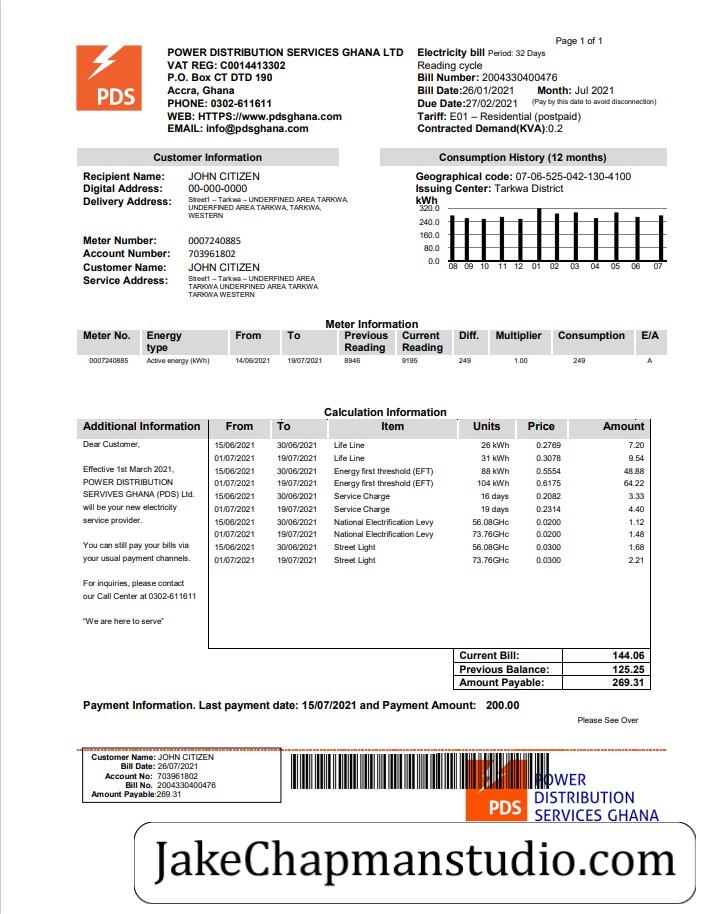 Page 1 of 1
PDS
POWER DISTRIBUTION SERVICES GHANA LTD
VAT REG: C0014413302
P.O. Box CT DTD 190
Accra, Ghana
PHONE: 0302-611611
WEB: HTTPS://www.pdsghana.com
EMAIL: info@pdsghana.com
Electricity bill Period: 32 Days
Reading cycle
Bill Number: 2004330400476
Bill Date:26/01/2021 Month: Jul 2021
Due Date:27/02/2021 (Pay by this date to avoid disconnection)
Tariff: E01 – Residential (postpaid)
Contracted Demand(KVA):0.2
Customer Information
Recipient Name: JOHN CITIZEN
Digital Address: 00-000-0000
Delivery Address: Street1 – Tarkwa – UNDERFINED AREA TARKWA,
UNDERFINED AREA TARKWA, TARKWA,
WESTERN
Meter Number: 0007240885
Account Number: 703961802
Customer Name: JOHN CITIZEN
Service Address: Street1 – Tarkwa – UNDERFINED AREA
TARKWA UNDERFINED AREA TARKWA
TARKWA WESTERN
Consumption History (12 months)
Geographical code: 07-06-525-042-130-4100
Issuing Center: Tarkwa District
kWh
320.0
240.0
160.0
80.0
0.0
08 09 10 11 12 01 02 03 04 05 06 07
Meter Information
Meter No. Energy type From To Previous Reading Current Reading Diff. Multiplier Consumption E/A
0007240885 Active energy (kWh) 14/06/2021 19/07/2021 8946 9195 249 1.00 249 A
Calculation Information
Additional Information
Dear Customer,
Effective 1st March 2021,
POWER DISTRIBUTION
SERVIVES GHANA (PDS) Ltd.
will be your new electricity
service provider.
You can still pay your bills via
your usual payment channels.
For inquiries, please contact
our Call Center at 0302-611611
“We are here to serve”
From To Item Units Price Amount
15/06/2021 30/06/2021 Life Line 26 kWh 0.2769 7.20
01/07/2021 19/07/2021 Life Line 31 kWh 0.3078 9.54
15/06/2021 30/06/2021 Energy first threshold (EFT) 88 kWh 0.5554 48.88
01/07/2021 19/07/2021 Energy first threshold (EFT) 104 kWh 0.6175 64.22
15/06/2021 30/06/2021 Service Charge 16 days 0.2082 3.33
01/07/2021 19/07/2021 Service Charge 19 days 0.2314 4.40
15/06/2021 30/06/2021 National Electrification Levy 56.08GHc 0.0200 1.12
01/07/2021 19/07/2021 National Electrification Levy 73.76GHc 0.0200 1.48
15/06/2021 30/06/2021 Street Light 56.08GHc 0.0300 1.68
01/07/2021 19/07/2021 Street Light 73.76GHc 0.0300 2.21
Current Bill: 144.06
Previous Balance: 125.25
Amount Payable: 269.31
Payment Information. Last payment date: 15/07/2021 and Payment Amount: 200.00
Please See Over
Customer Name: JOHN CITIZEN
Bill Date: 26/07/2021
Account No: 703961802
Bill No. 2004330400476
Amount Payable:269.31
PDS
POWER
DISTRIBUTION
SERVICES GHANA
JakeChapmanstudio.com